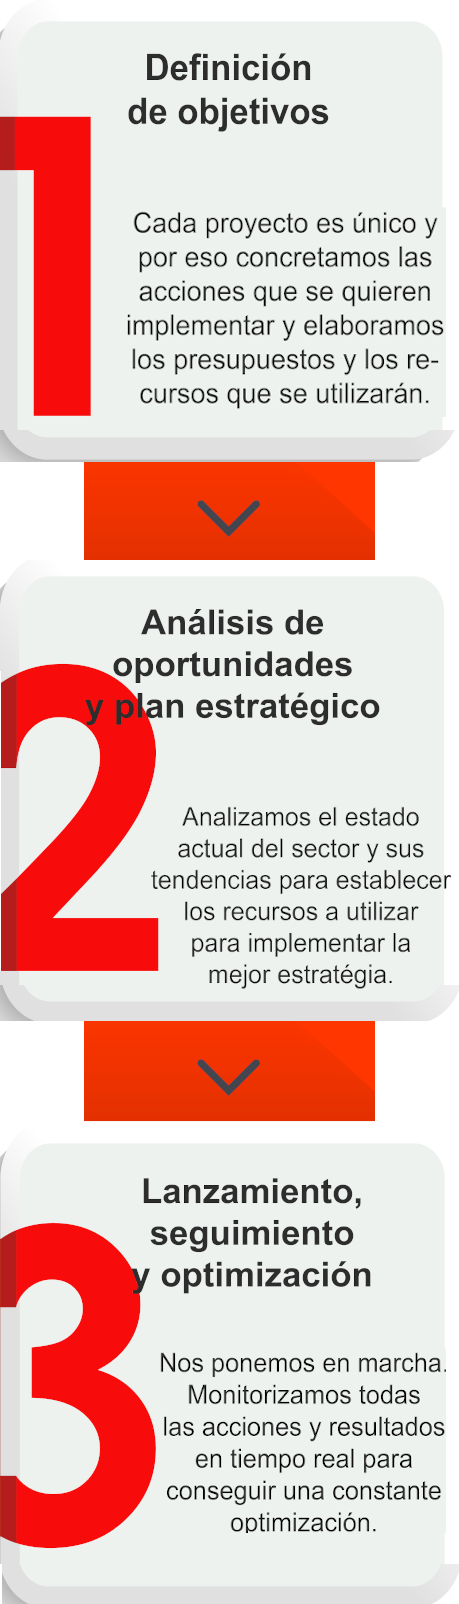 1
Definición
de objetivos
Cada proyecto es único y
por eso concretamos las
acciones que se quieren
implementar y elaboramos
los presupuestos y los re-
cursos que se utilizarán.
2
Análisis de
oportunidades
y plan estratégico
Analizamos el estado
actual del sector y sus
tendencias para establecer
los recursos a utilizar
para implementar la
mejor estratégia.
3
Lanzamiento,
seguimiento
y optimización
Nos ponemos en marcha.
Monitorizamos todas
las acciones y resultados
en tiempo real para
conseguir una constante
optimización.